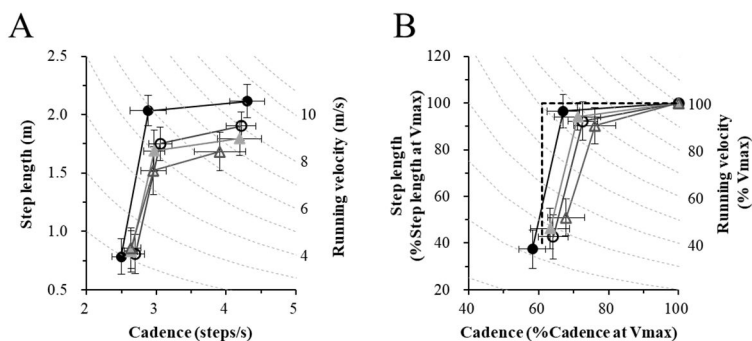 A
B
2.5
2.0
1.5
1.0
0.5
Step length (m)
10
8
6
4
Running velocity (m/s)
2
3
4
5
Cadence (steps/s)
120
100
80
60
40
20
Step length
(%Step length at Vmax)
100
80
60
40
Running velocity
(% Vmax)
40
60
80
100
Cadence (%Cadence at Vmax)